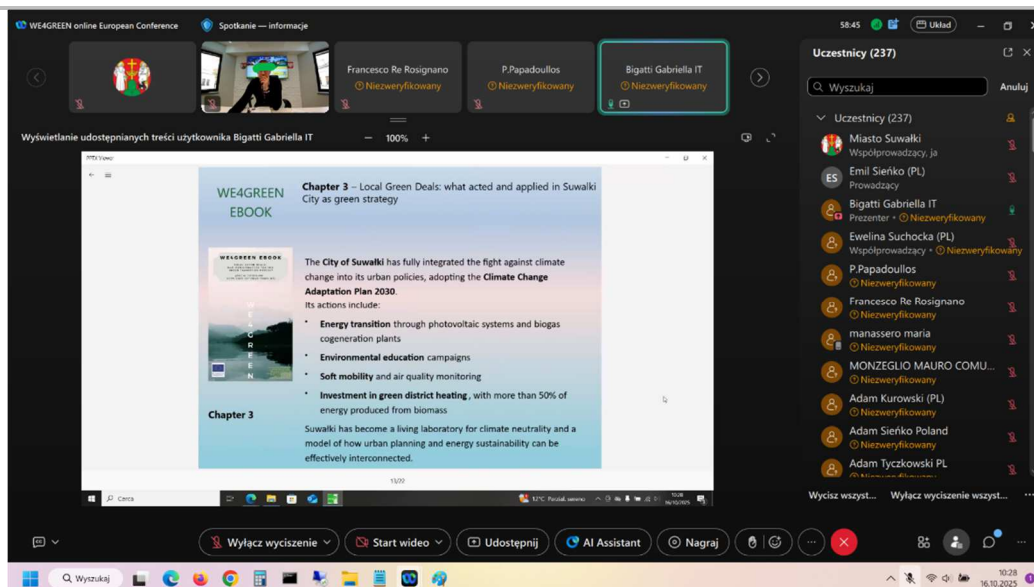 WE4GREEN online European Conference
Spotkanie — informacje
58:45
Układ
Francesco Re Rosignano
Niezweryfikowany
P.Papadoullos
Niezweryfikowany
Bigatti Gabriella IT
Niezweryfikowany
Wyświetlanie udostępnianych treści użytkownika Bigatti Gabriella IT
100%
WE4GREEN
EBOOK
Chapter 3 – Local Green Deals: what acted and applied in Suwalki
City as green strategy
WE4GREEN EBOOK
WE4GREEN
Chapter 3
The City of Suwałki has fully integrated the fight against climate
change into its urban policies, adopting the Climate Change
Adaptation Plan 2030.
Its actions include:
• Energy transition through photovoltaic systems and biogas
cogeneration plants
• Environmental education campaigns
• Soft mobility and air quality monitoring
• Investment in green district heating, with more than 50% of
energy produced from biomass
Suwałki has become a living laboratory for climate neutrality and a
model of how urban planning and energy sustainability can be
effectively interconnected.
Cerca
10:28
16/10/2025
Uczestnicy (237)
Wyszukaj
Anuluj
Uczestnicy (237)
Miasto Suwałki
Współprowadzący, ja
ES
Emil Sieńko (PL)
Prowadzący
Bigatti Gabriella IT
Prezenter • Niezweryfikowany
Ewelina Suchocka (PL)
Współprowadzący • Niezweryfikowany
P.Papadoullos
Niezweryfikowany
Francesco Re Rosignano
Niezweryfikowany
manassero maria
Niezweryfikowany
MONZEGLIO MAURO COMU...
Niezweryfikowany
Adam Kurowski (PL)
Niezweryfikowany
Adam Sieńko Poland
Niezweryfikowany
Adam Tyczkowski PL
Niezweryfikowany
Wycisz wszyst...
Wyłącz wyciszenie wszyst...
Wyłącz wyciszenie
Start wideo
Udostępnij
AI Assistant
Nagraj
Wyszukaj
10:28
16.10.2025